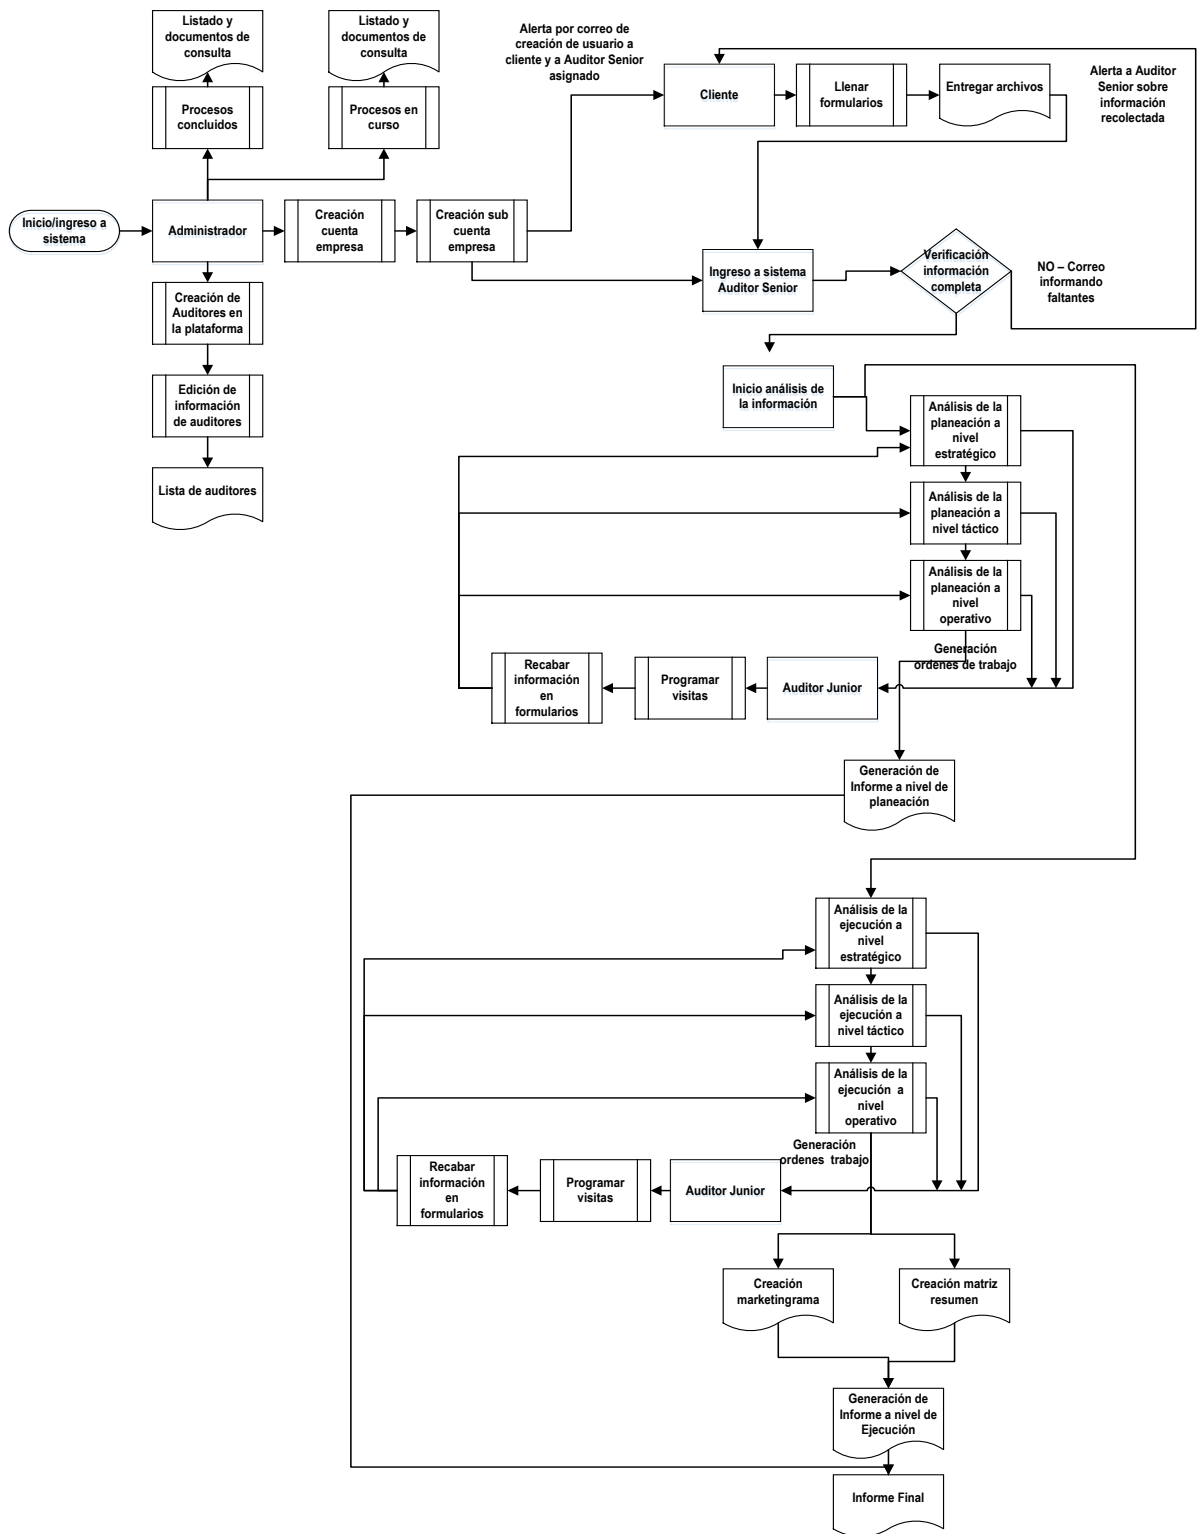 Listado y
documentos de
consulta
Listado y
documentos de
consulta
Alerta por correo de
creación de usuario a
cliente y a Auditor Senior
asignado
Procesos
concluidos
Procesos en
curso
Cliente
Llenar
formularios
Entregar archivos
Alerta a Auditor
Senior sobre
información
recolectada
Inicio/ingreso a
sistema
Administrador
Creación
cuenta
empresa
Creación sub
cuenta
empresa
Ingreso a sistema
Auditor Senior
Verificación
información
completa
NO – Correo
informando
faltantes
Creación de
Auditores en
la plataforma
Edición de
información
de auditores
Lista de auditores
Inicio análisis de
la información
Análisis de la
planeación a
nivel
estratégico
Análisis de la
planeación a
nivel táctico
Análisis de la
planeación a
nivel
operativo
Generación
ordenes de trabajo
Auditor Junior
Programar
visitas
Recabar
información
en
formularios
Generación de
Informe a nivel de
planeación
Análisis de la
ejecución a
nivel
estratégico
Análisis de la
ejecución a
nivel táctico
Análisis de la
ejecución a
nivel
operativo
Generación
ordenes trabajo
Auditor Junior
Programar
visitas
Recabar
información
en
formularios
Creación
marketingrama
Creación matriz
resumen
Generación de
Informe a nivel de
Ejecución
Informe Final